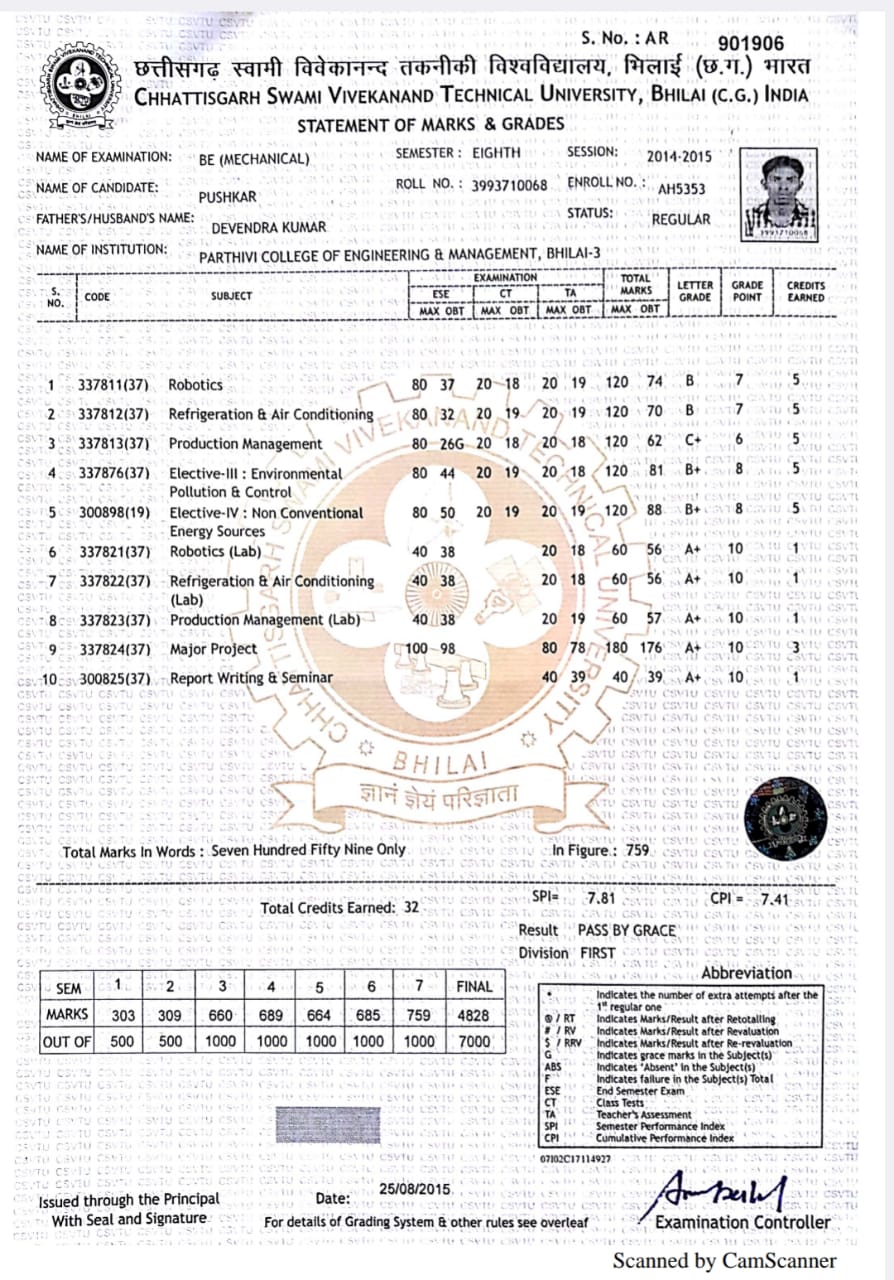 S. No. : AR 901906
छत्तीसगढ़ स्वामी विवेकानन्द तकनीकी विश्वविद्यालय, भिलाई (छ.ग.) भारत
CHHATTISGARH SWAMI VIVEKANAND TECHNICAL UNIVERSITY, BHILAI (C.G.) INDIA
STATEMENT OF MARKS & GRADES
NAME OF EXAMINATION: BE (MECHANICAL) SEMESTER : EIGHTH SESSION: 2014-2015
NAME OF CANDIDATE: PUSHKAR ROLL NO. : 3993710068 ENROLL NO. : AH5353
FATHER'S/HUSBAND'S NAME: DEVENDRA KUMAR STATUS: REGULAR
3993710068
NAME OF INSTITUTION: PARTHIVI COLLEGE OF ENGINEERING & MANAGEMENT, BHILAI-3
S. NO. CODE SUBJECT EXAMINATION TOTAL MARKS LETTER GRADE GRADE POINT CREDITS EARNED
ESE CT TA
MAX OBT MAX OBT MAX OBT MAX OBT
1 337811(37) Robotics 80 37 20 18 20 19 120 74 B 7 5
2 337812(37) Refrigeration & Air Conditioning 80 32 20 19 20 19 120 70 B 7 5
3 337813(37) Production Management 80 26G 20 18 20 18 120 62 C+ 6 5
4 337876(37) Elective-III : Environmental 80 44 20 19 20 18 120 81 B+ 8 5
Pollution & Control
5 300898(19) Elective-IV : Non Conventional 80 50 20 19 20 19 120 88 B+ 8 5
Energy Sources
6 337821(37) Robotics (Lab) 40 38 20 18 60 56 A+ 10 1
7 337822(37) Refrigeration & Air Conditioning 40 38 20 18 60 56 A+ 10 1
(Lab)
8 337823(37) Production Management (Lab) 40 38 20 19 60 57 A+ 10 1
9 337824(37) Major Project 100 98 80 78 180 176 A+ 10 3
10 300825(37) Report Writing & Seminar 40 39 40 39 A+ 10 1
CHHATTISGARH SWAMI VIVEKANAND TECHNICAL UNIVERSITY
BHILAI
ज्ञानं ज्ञेयं परिज्ञाता
Total Marks In Words : Seven Hundred Fifty Nine Only In Figure : 759
Total Credits Earned: 32 SPI= 7.81 CPI = 7.41
Result PASS BY GRACE
Division FIRST
SEM 1 2 3 4 5 6 7 FINAL
MARKS 303 309 660 689 664 685 759 4828
OUT OF 500 500 1000 1000 1000 1000 1000 7000
Abbreviation
* Indicates the number of extra attempts after the
1st regular one
@ / RT Indicates Marks/Result after Retotalling
# / RV Indicates Marks/Result after Revaluation
$ / RRV Indicates Marks/Result after Re-revaluation
G Indicates grace marks in the Subject(s)
ABS Indicates 'Absent' in the Subject(s)
F Indicates failure in the Subject(s) Total
ESE End Semester Exam
CT Class Tests
TA Teacher's Assessment
SPI Semester Performance Index
CPI Cumulative Performance Index
07102C17114927
Issued through the Principal
With Seal and Signature
Date: 25/08/2015
For details of Grading System & other rules see overleaf
Examination Controller
Scanned by CamScanner